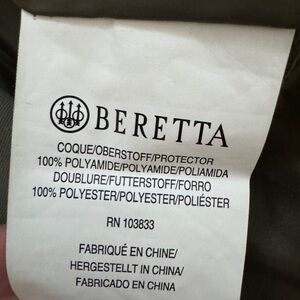 BERETTA
COQUE/OBERSTOFF/PROTECTOR
100% POLYAMIDE/POLYAMIDE/POLIAMIDA
DOUBLURE/FUTTERSTOFF/FORRO
100% POLYESTER/POLYESTER/POLIÉSTER
RN 103833
FABRIQUÉ EN CHINE/
HERGESTELLT IN CHINA/
FABRICADO EN CHINA